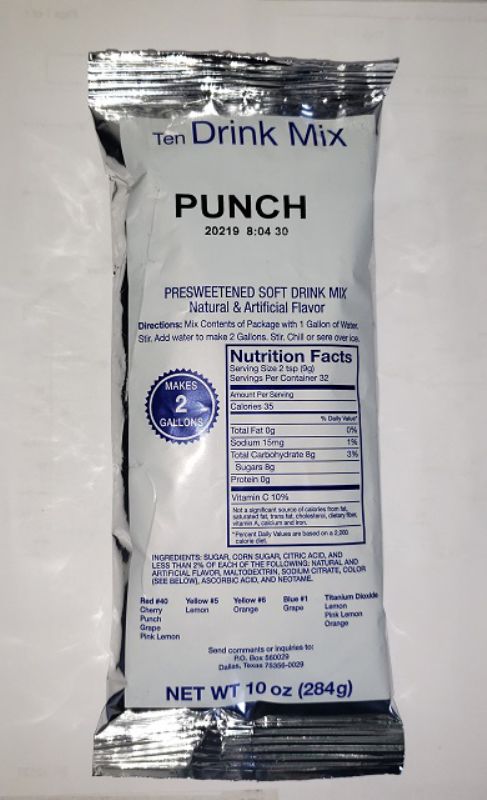 Ten Drink Mix
PUNCH
20219 8:04 30
PRESWEETENED SOFT DRINK MIX
Natural & Artificial Flavor
Directions: Mix Contents of Package with 1 Gallon of Water.
Stir. Add water to make 2 Gallons. Stir. Chill or sere over ice.
MAKES
2
GALLONS
Nutrition Facts
Serving Size 2 tsp (9g)
Servings Per Container 32
Amount Per Serving
Calories 35
% Daily Value*
Total Fat 0g 0%
Sodium 15mg 1%
Total Carbohydrate 8g 3%
Sugars 8g
Protein 0g
Vitamin C 10%
Not a significant source of calories from fat,
saturated fat, trans fat, cholesterol, dietary fiber,
vitamin A, calcium and iron.
*Percent Daily Values are based on a 2,000
calorie diet.
INGREDIENTS: SUGAR, CORN SUGAR, CITRIC ACID, AND
LESS THAN 2% OF EACH OF THE FOLLOWING: NATURAL AND
ARTIFICIAL FLAVOR, MALTODEXTRIN, SODIUM CITRATE, COLOR
(SEE BELOW), ASCORBIC ACID, AND NEOTAME.
Red #40
Cherry
Punch
Grape
Pink Lemon
Yellow #5
Lemon
Yellow #6
Orange
Blue #1
Grape
Titanium Dioxide
Lemon
Pink Lemon
Orange
Send comments or inquiries to:
P.O. Box 560029
Dallas, Texas 75356-0029
NET WT 10 oz (284g)